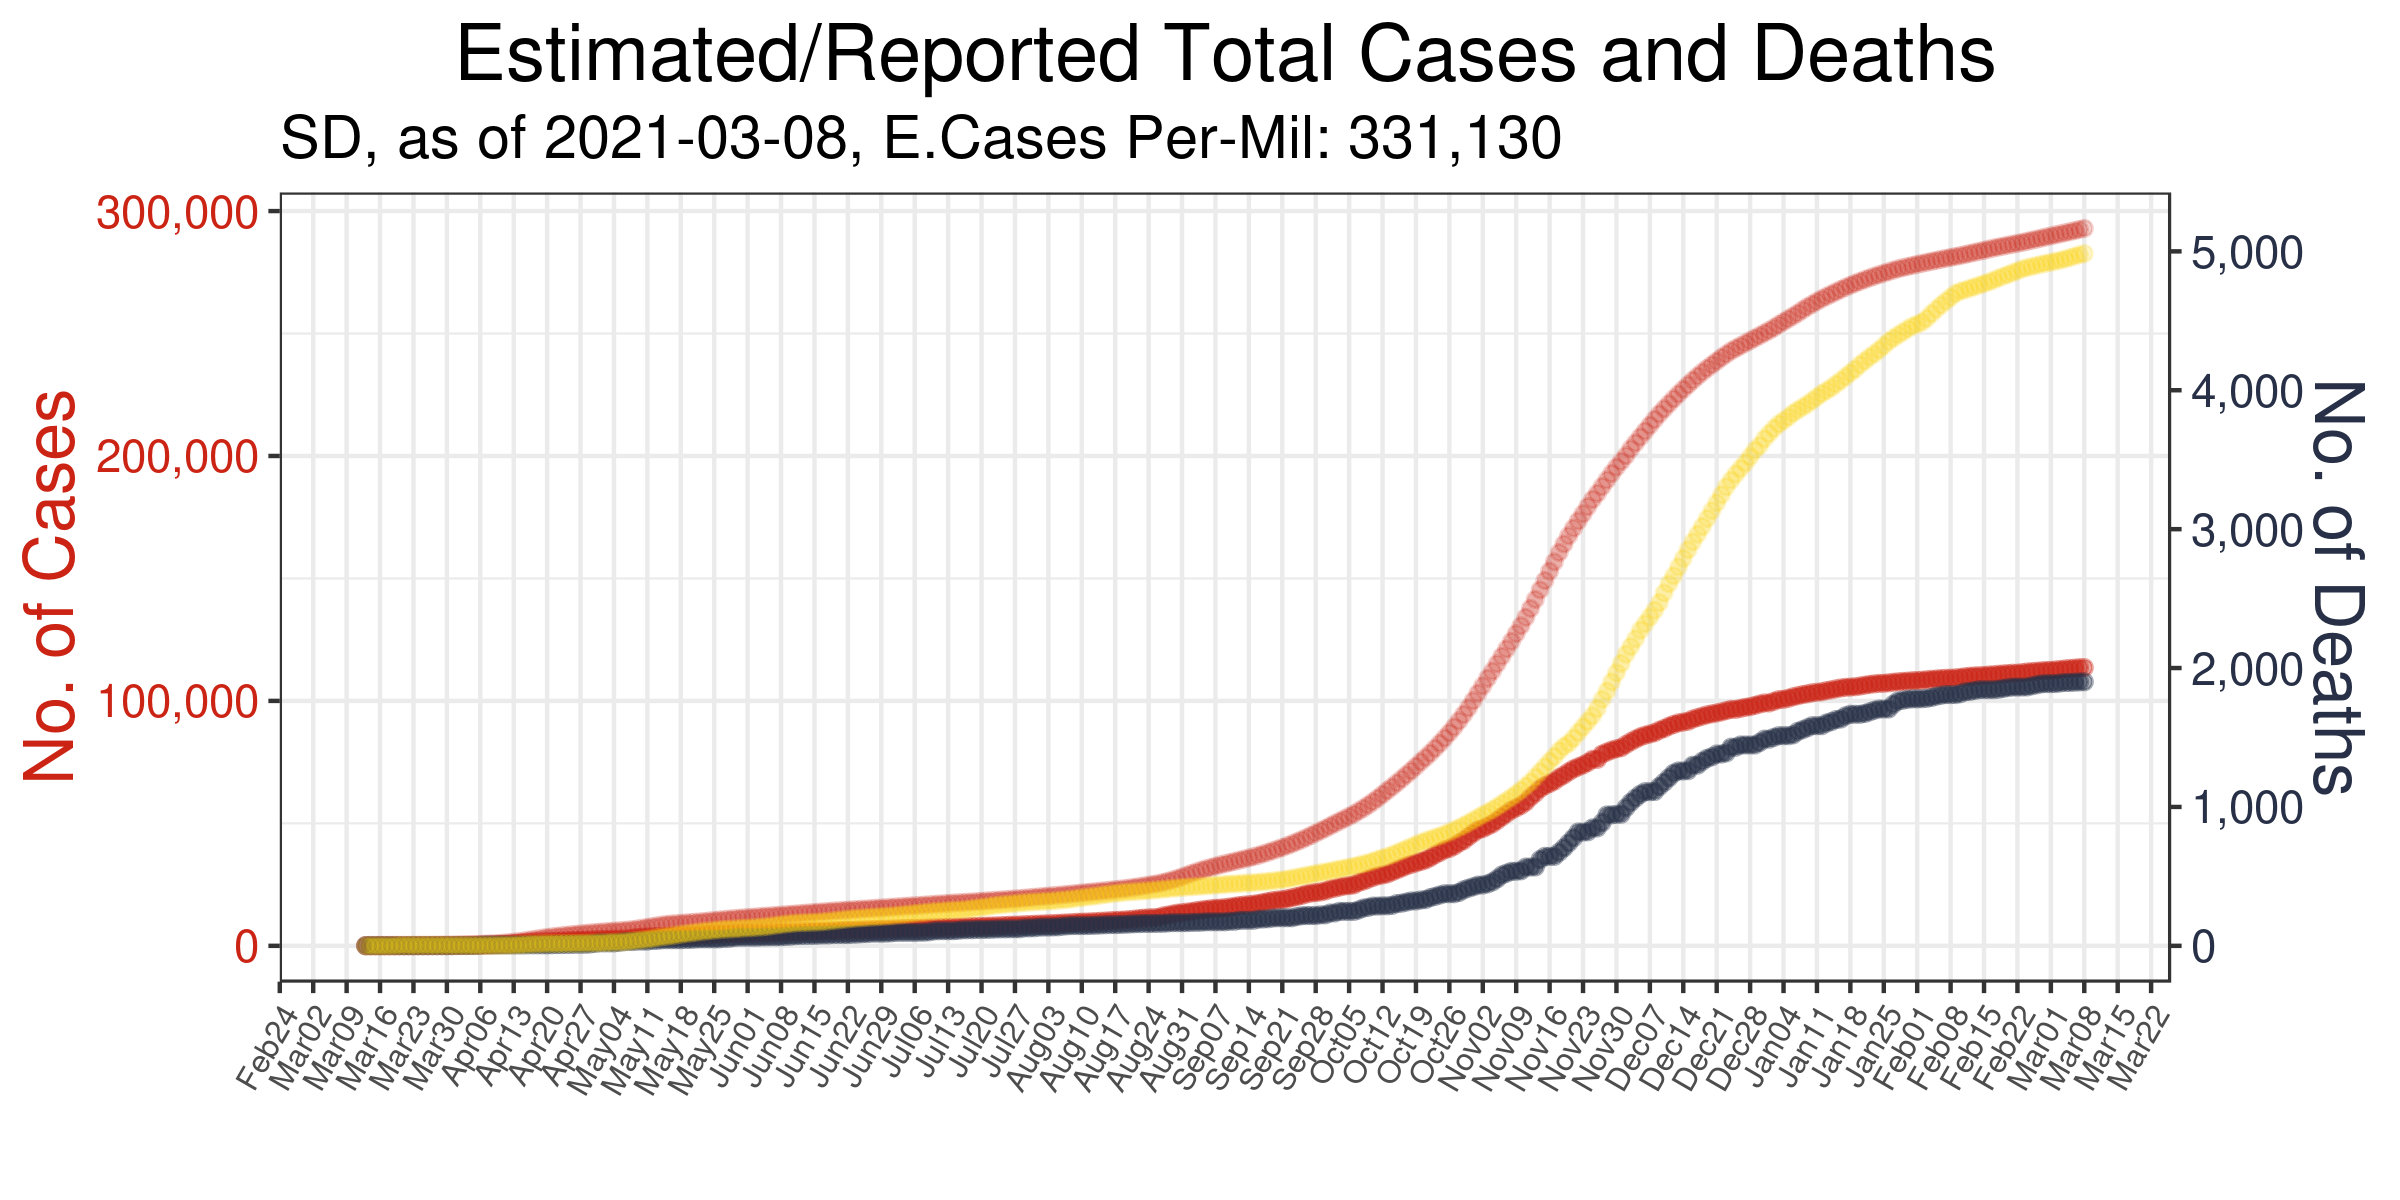 Estimated/Reported Total Cases and Deaths
SD, as of 2021-03-08, E.Cases Per-Mil: 331,130
No. of Cases
300,000
200,000
100,000
0
5,000
4,000
3,000
2,000
1,000
0
No. of Deaths
Feb24
Mar02
Mar09
Mar16
Mar23
Mar30
Apr06
Apr13
Apr20
Apr27
May04
May11
May18
May25
Jun01
Jun08
Jun15
Jun22
Jun29
Jul06
Jul13
Jul20
Jul27
Aug03
Aug10
Aug17
Aug24
Aug31
Sep07
Sep14
Sep21
Sep28
Oct05
Oct12
Oct19
Oct26
Nov02
Nov09
Nov16
Nov23
Nov30
Dec07
Dec14
Dec21
Dec28
Jan04
Jan11
Jan18
Jan25
Feb01
Feb08
Feb15
Feb22
Mar01
Mar08
Mar15
Mar22